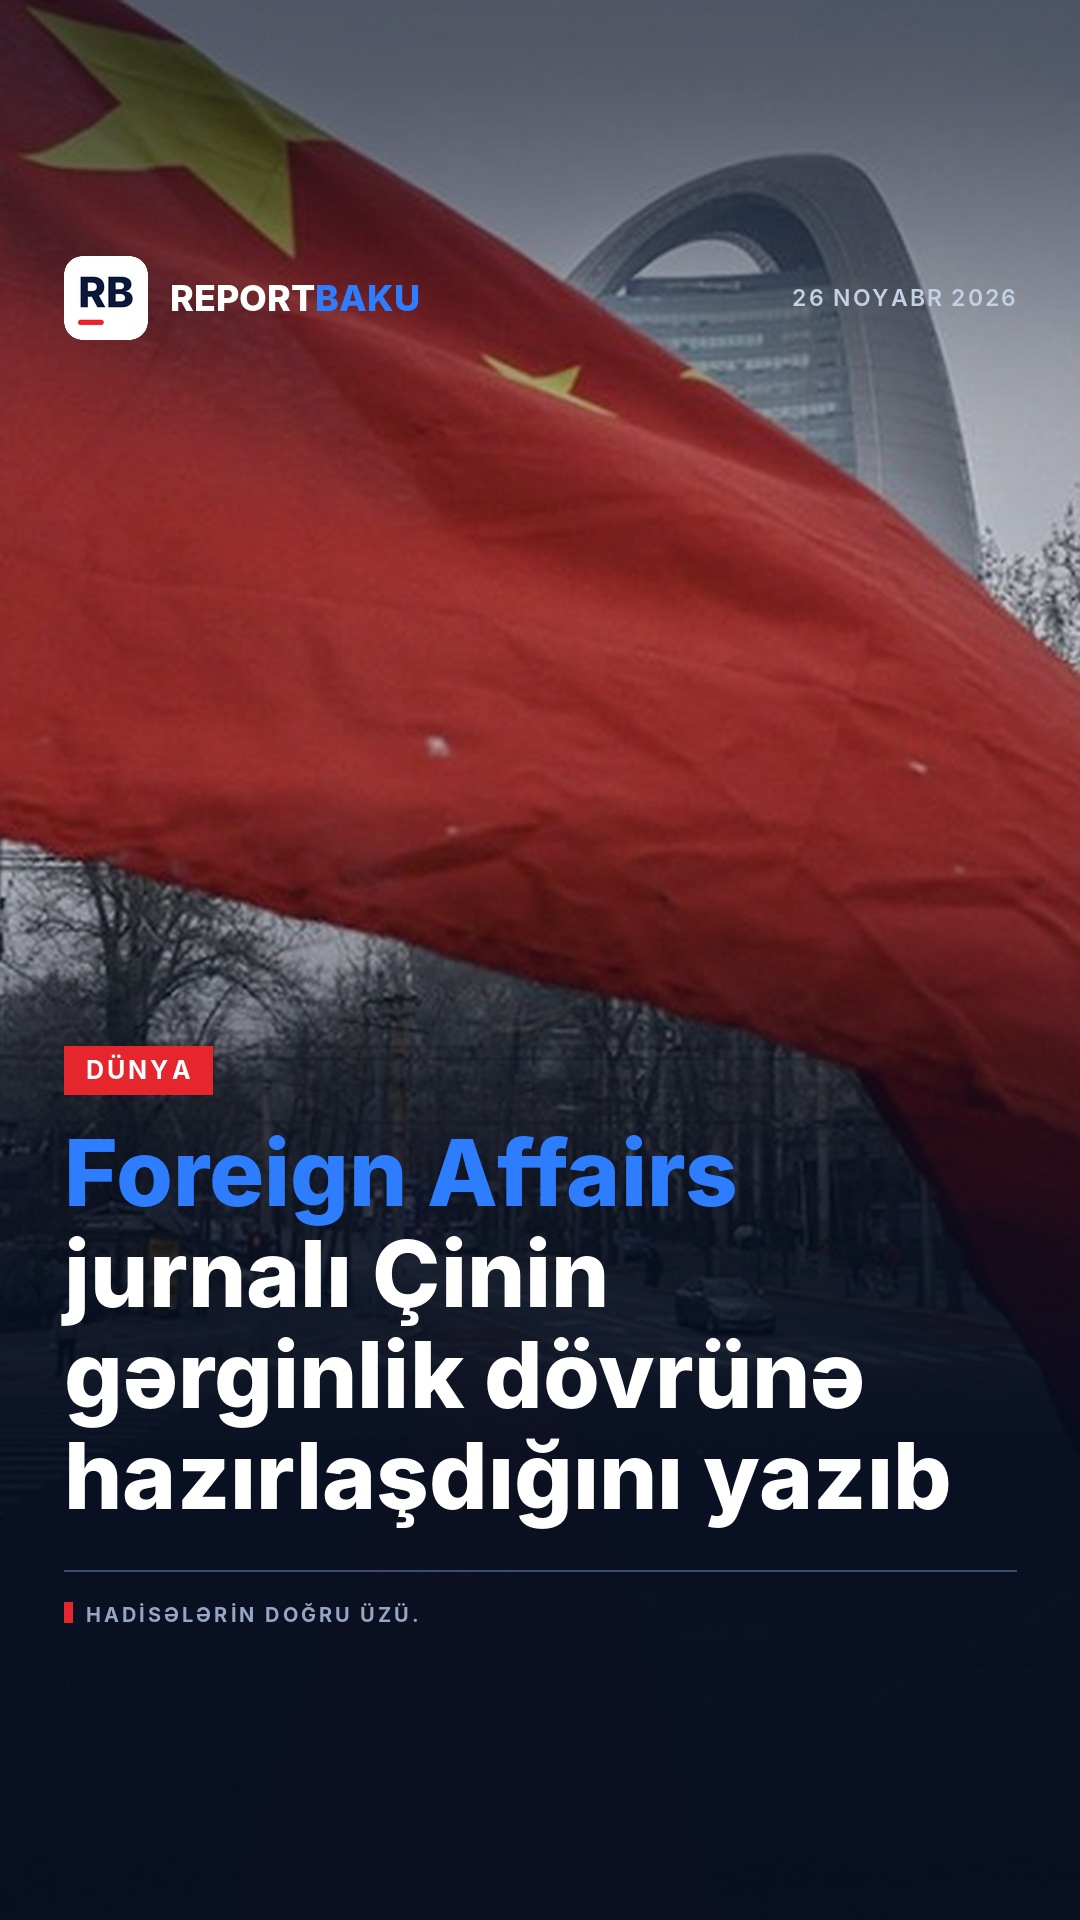 RB
REPORTBAKU
26 NOYABR 2026
DÜNYA
Foreign Affairs
jurnalı Çinin
gərginlik dövrünə
hazırlaşdığını yazıb
HADİSƏLƏRİN DOĞRU ÜZÜ.